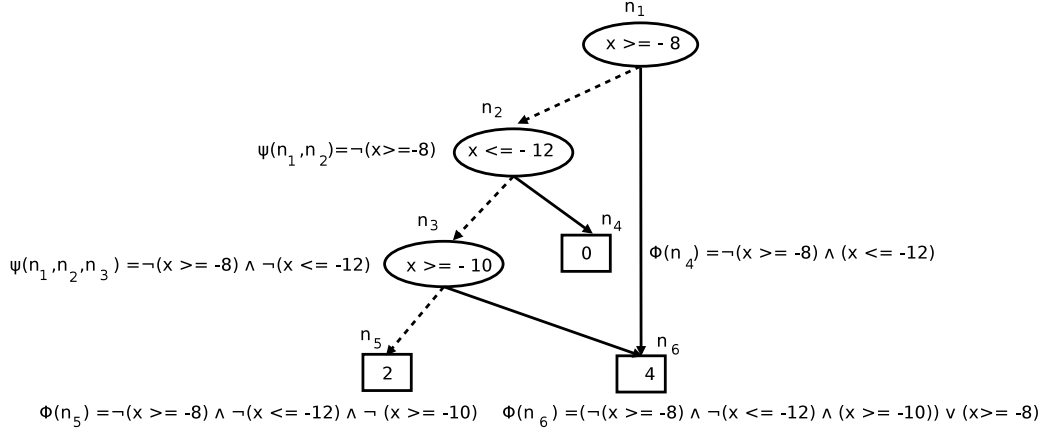 n1
x >= - 8
n2
ψ(n1,n2)=¬(x>=-8)
x <= - 12
n3
n4
0
Φ(n4) =¬(x >= -8) ∧ (x <= -12)
ψ(n1,n2,n3) =¬(x >= -8) ∧ ¬(x <= -12)
x >= - 10
n5
n6
2
4
Φ(n5) =¬(x >= -8) ∧ ¬(x <= -12) ∧ ¬ (x >= -10)
Φ(n6) =(¬(x >= -8) ∧ ¬(x <= -12) ∧ (x >= -10)) ∨ (x>= -8)